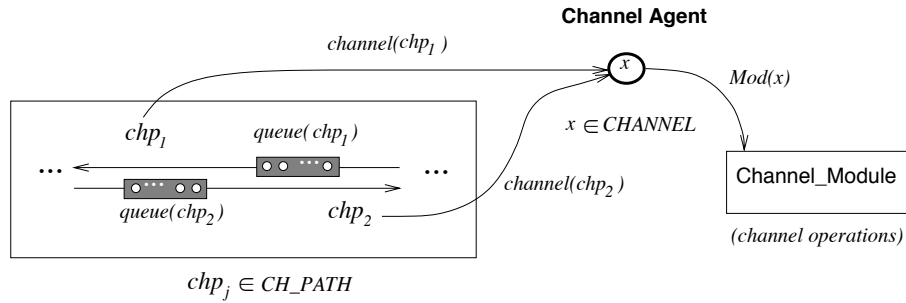 Channel Agent
channel(chp1)
x
Mod(x)
chp1
queue(chp1)
x ∈ CHANNEL
...
...
...
...
...
Channel_Module
channel(chp2)
queue(chp2)
chp2
(channel operations)
chpj ∈ CH_PATH